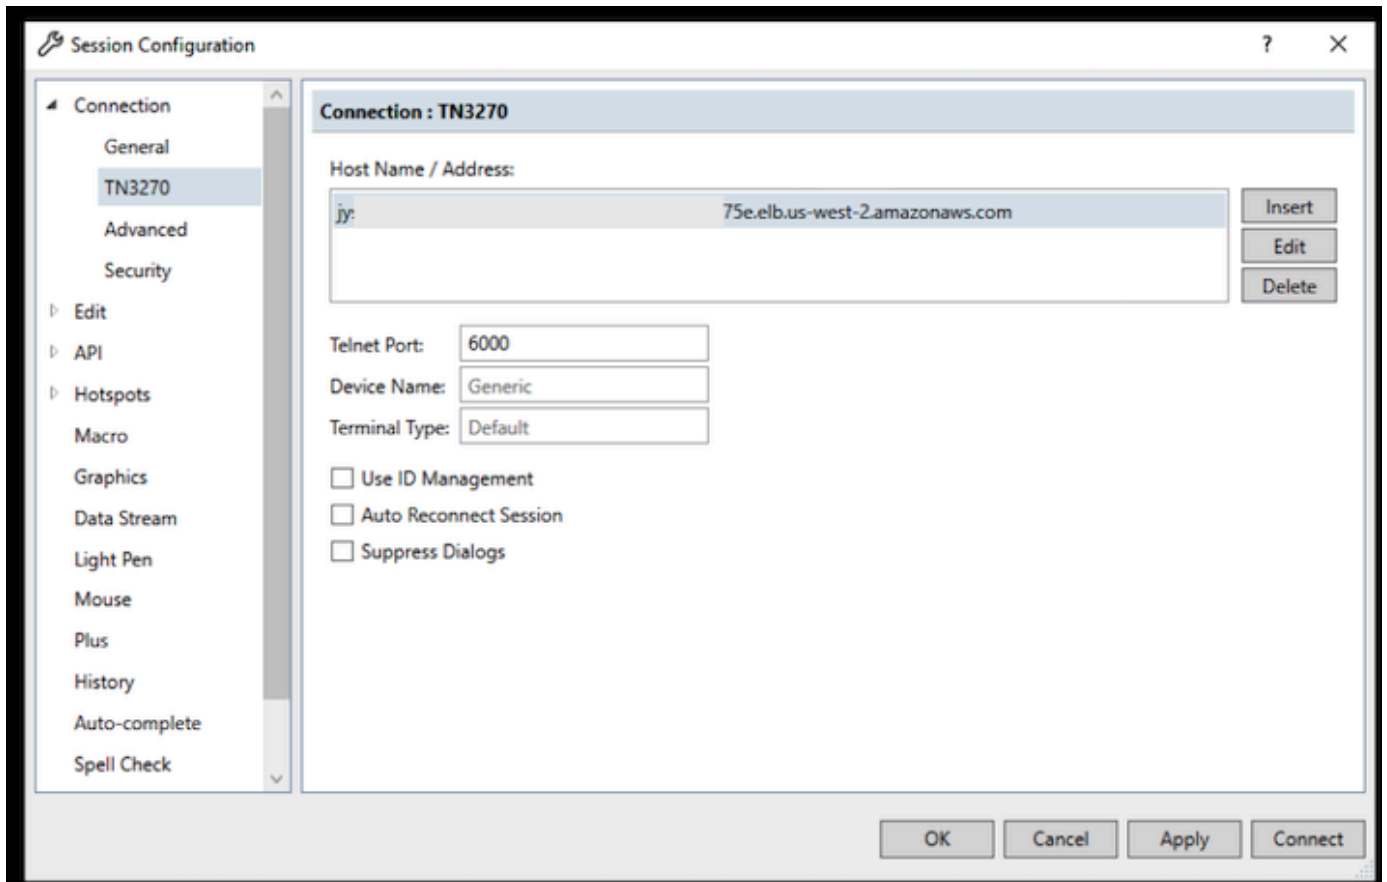 Session Configuration
?
Connection
General
TN3270
Advanced
Security
Edit
API
Hotspots
Macro
Graphics
Data Stream
Light Pen
Mouse
Plus
History
Auto-complete
Spell Check
Connection : TN3270
Host Name / Address:
jy: 75e.elb.us-west-2.amazonaws.com
Insert
Edit
Delete
Telnet Port: 6000
Device Name: Generic
Terminal Type: Default
Use ID Management
Auto Reconnect Session
Suppress Dialogs
OK Cancel Apply Connect